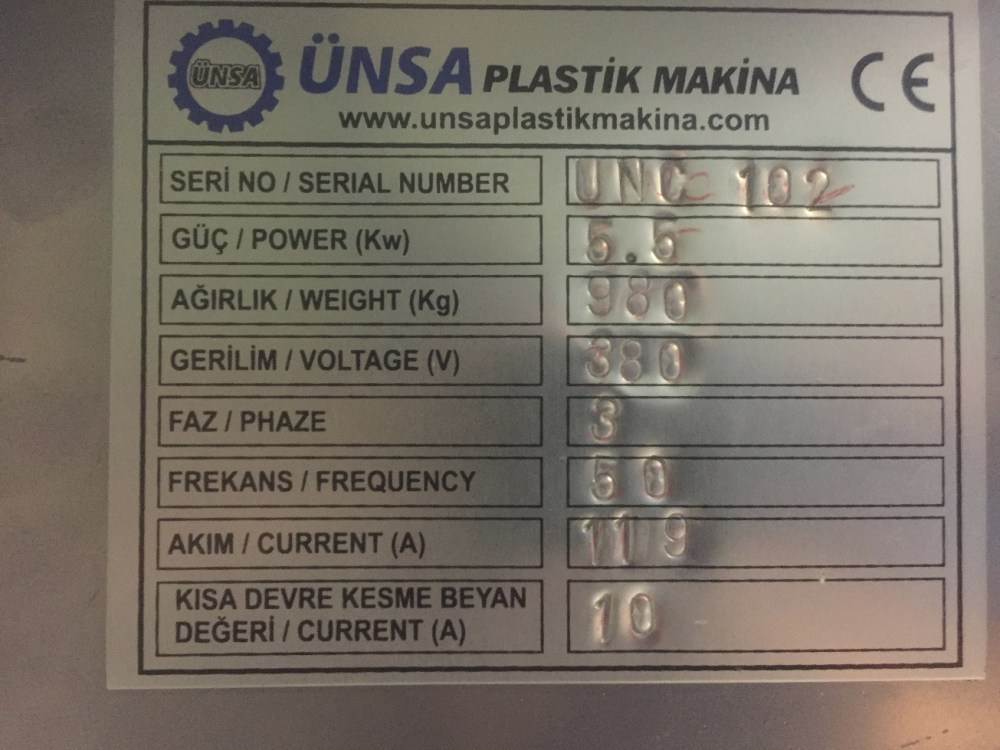 ÜNSA ÜNSA PLASTİK MAKİNA CE
www.unsaplastikmakina.com
SERİ NO / SERIAL NUMBER UNC 102
GÜÇ / POWER (Kw) 5.5
AĞIRLIK / WEIGHT (Kg) 980
GERİLİM / VOLTAGE (V) 380
FAZ / PHAZE 3
FREKANS / FREQUENCY 50
AKIM / CURRENT (A) 119
KISA DEVRE KESME BEYAN
DEĞERİ / CURRENT (A) 10